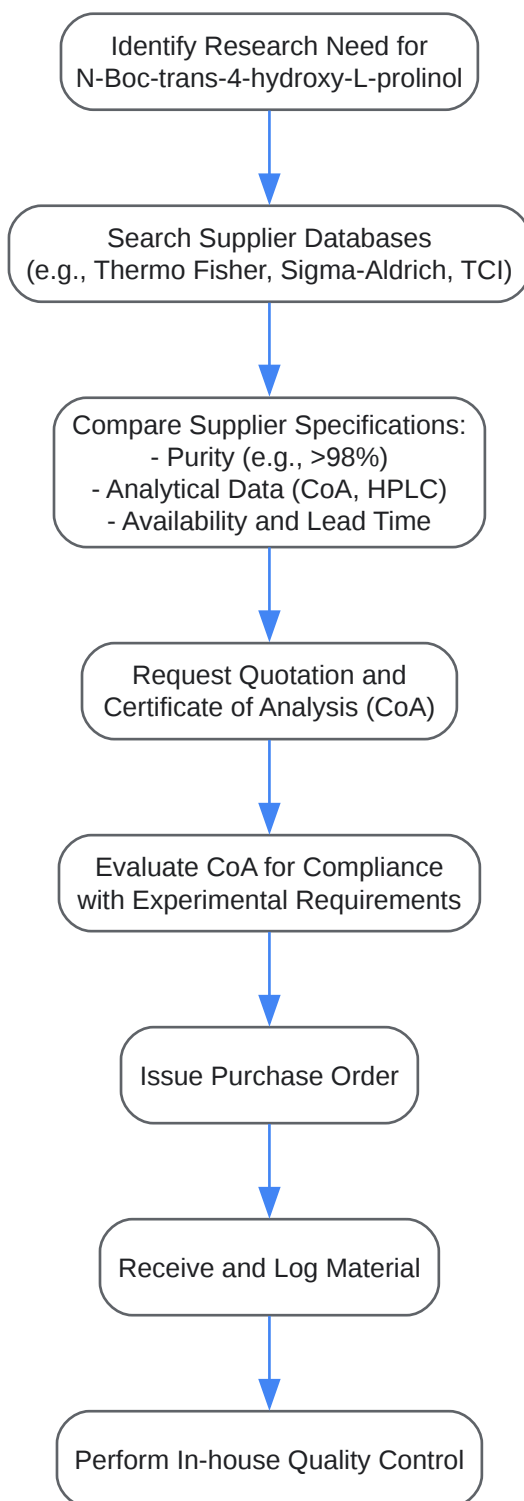 Identify Research Need for
N-Boc-trans-4-hydroxy-L-prolinol
Search Supplier Databases
(e.g., Thermo Fisher, Sigma-Aldrich, TCI)
Compare Supplier Specifications:
- Purity (e.g., >98%)
- Analytical Data (CoA, HPLC)
- Availability and Lead Time
Request Quotation and
Certificate of Analysis (CoA)
Evaluate CoA for Compliance
with Experimental Requirements
Issue Purchase Order
Receive and Log Material
Perform In-house Quality Control